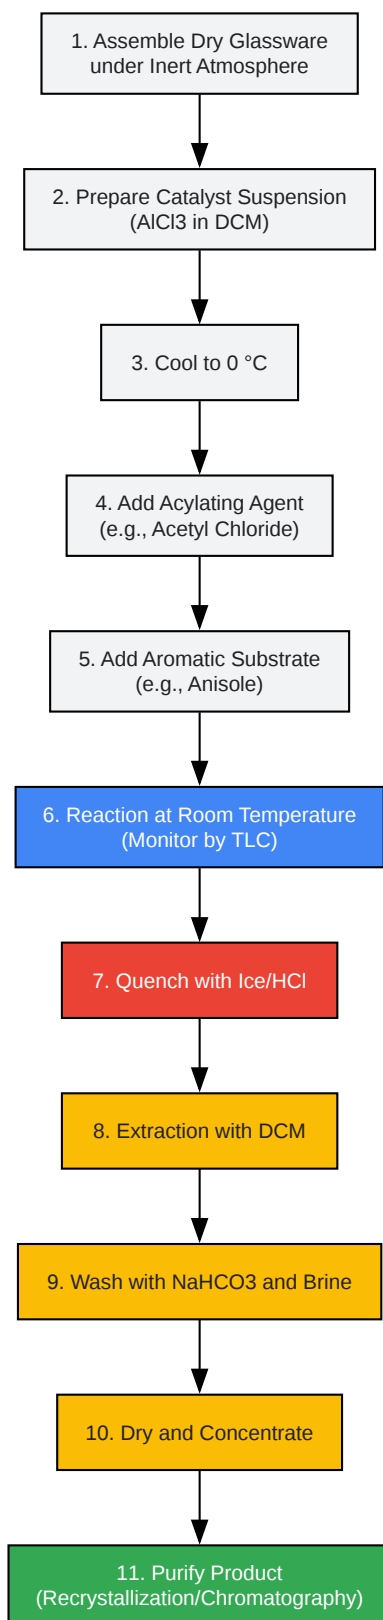 1. Assemble Dry Glassware
under Inert Atmosphere
2. Prepare Catalyst Suspension
(AlCl3 in DCM)
3. Cool to 0 °C
4. Add Acylating Agent
(e.g., Acetyl Chloride)
5. Add Aromatic Substrate
(e.g., Anisole)
6. Reaction at Room Temperature
(Monitor by TLC)
7. Quench with Ice/HCl
8. Extraction with DCM
9. Wash with NaHCO3 and Brine
10. Dry and Concentrate
11. Purify Product
(Recrystallization/Chromatography)